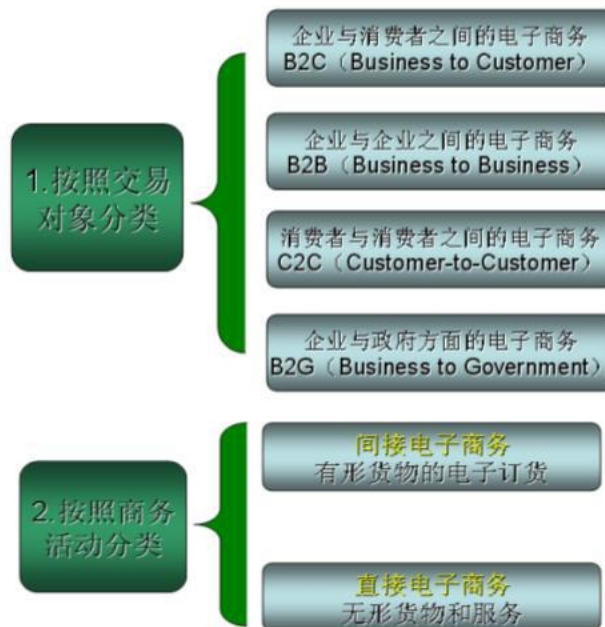 1.按照交易
对象分类
企业与消费者之间的电子商务
B2C（Business to Customer）
企业与企业之间的电子商务
B2B（Business to Business）
消费者与消费者之间的电子商务
C2C（Customer-to-Customer）
企业与政府方面的电子商务
B2G（Business to Government）
2.按照商务
活动分类
间接电子商务
有形货物的电子订货
直接电子商务
无形货物和服务